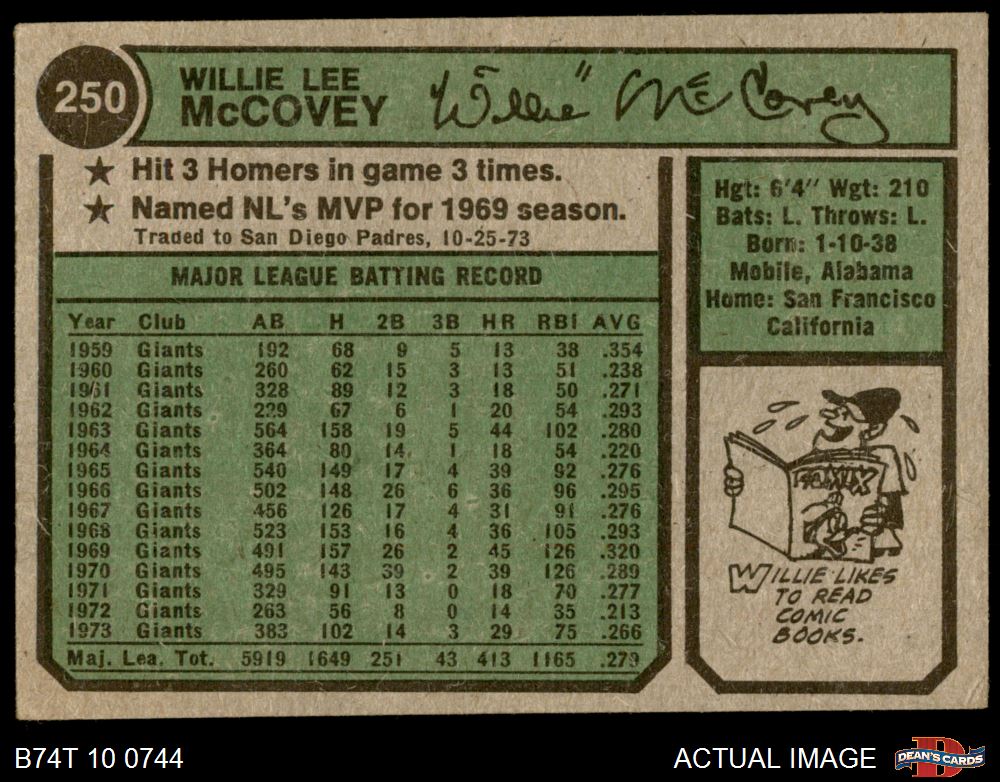 250
WILLIE LEE
McCOVEY
"Willie" McCovey
★ Hit 3 Homers in game 3 times.
★ Named NL's MVP for 1969 season.
Traded to San Diego Padres, 10-25-73
MAJOR LEAGUE BATTING RECORD
Year Club AB H 2B 3B HR RBI AVG
1959 Giants 192 68 9 5 13 38 .354
1960 Giants 260 62 15 3 13 51 .238
1961 Giants 328 89 12 3 18 50 .271
1962 Giants 229 67 6 1 20 54 .293
1963 Giants 564 158 19 5 44 102 .280
1964 Giants 364 80 14 1 18 54 .220
1965 Giants 540 149 17 4 39 92 .276
1966 Giants 502 148 26 6 36 96 .295
1967 Giants 456 126 17 4 31 91 .276
1968 Giants 523 153 16 4 36 105 .293
1969 Giants 491 157 26 2 45 126 .320
1970 Giants 495 143 39 2 39 126 .289
1971 Giants 329 91 13 0 18 70 .277
1972 Giants 263 56 8 0 14 35 .213
1973 Giants 383 102 14 3 29 75 .266
Maj. Lea. Tot. 5919 1649 251 43 413 1165 .279
Hgt: 6'4" Wgt: 210
Bats: L. Throws: L.
Born: 1-10-38
Mobile, Alabama
Home: San Francisco
California
WILLIE LIKES
TO READ
COMIC
BOOKS.
B74T 10 0744
ACTUAL IMAGE
DEAN'S CARDS